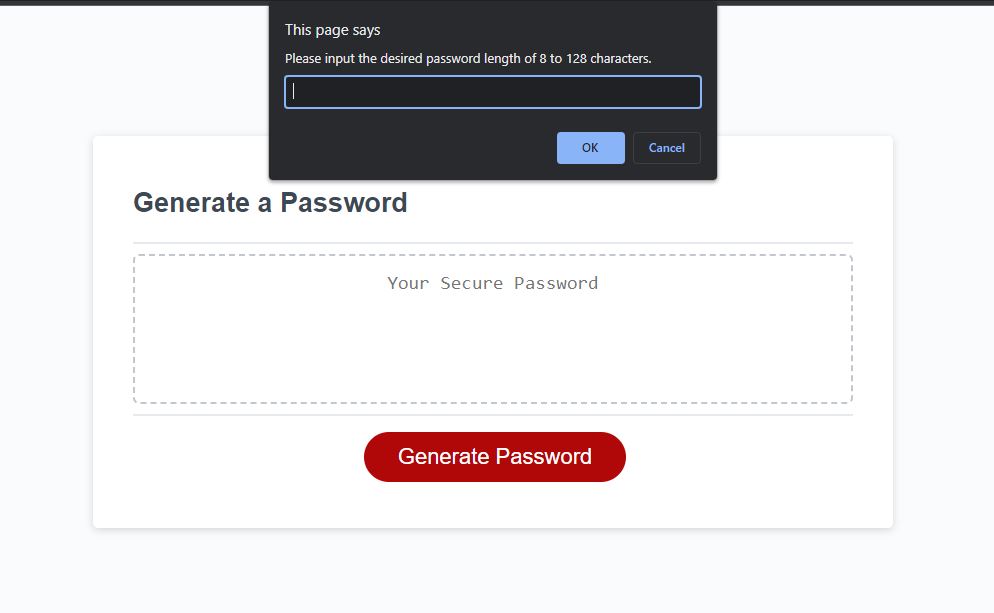 This page says
Please input the desired password length of 8 to 128 characters.
OK
Cancel
Generate a Password
Your Secure Password
Generate Password